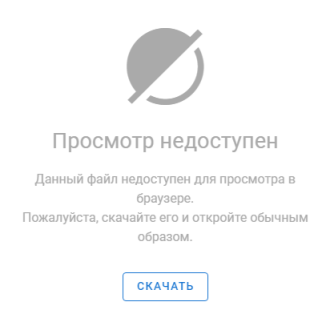 Просмотр недоступен
Данный файл недоступен для просмотра в
браузере.
Пожалуйста, скачайте его и откройте обычным
образом.
СКАЧАТЬ